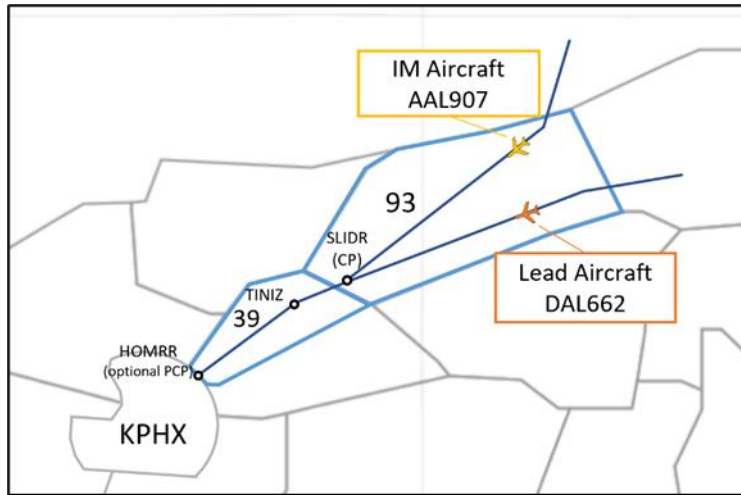 IM Aircraft
AAL907
93
SLIDR
(CP)
Lead Aircraft
DAL662
TINIZ
39
HOMRR
(optional PCP)
KPHX